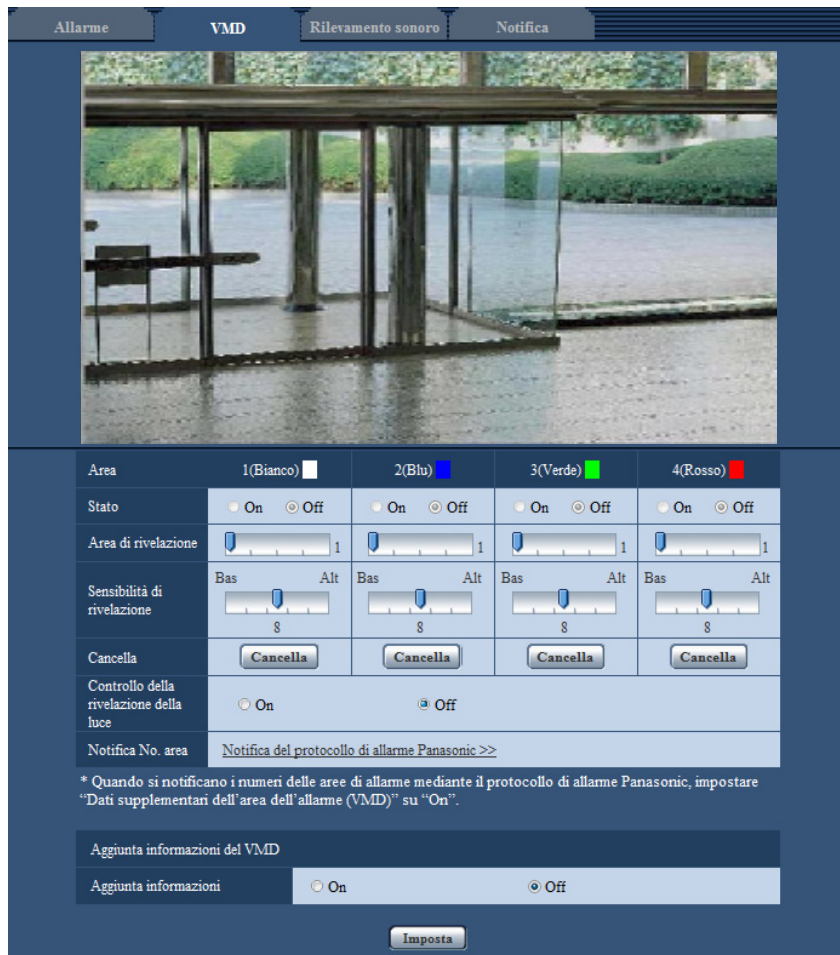 Allarme VMD Rilevamento sonoro Notifica
Area 1(Bianco) 2(Blu) 3(Verde) 4(Rosso)
Stato On Off On Off On Off On Off
Area di rivelazione 1 1 1 1
Sensibilità di rivelazione
Bas Alt Bas Alt Bas Alt Bas Alt
8 8 8 8
Cancella Cancella Cancella Cancella Cancella
Controllo della
rivelazione della
luce
On Off
Notifica No. area Notifica del protocollo di allarme Panasonic >>
* Quando si notificano i numeri delle aree di allarme mediante il protocollo di allarme Panasonic, impostare
“Dati supplementari dell’area dell’allarme (VMD)” su “On”.
Aggiunta informazioni del VMD
Aggiunta informazioni On Off
Imposta